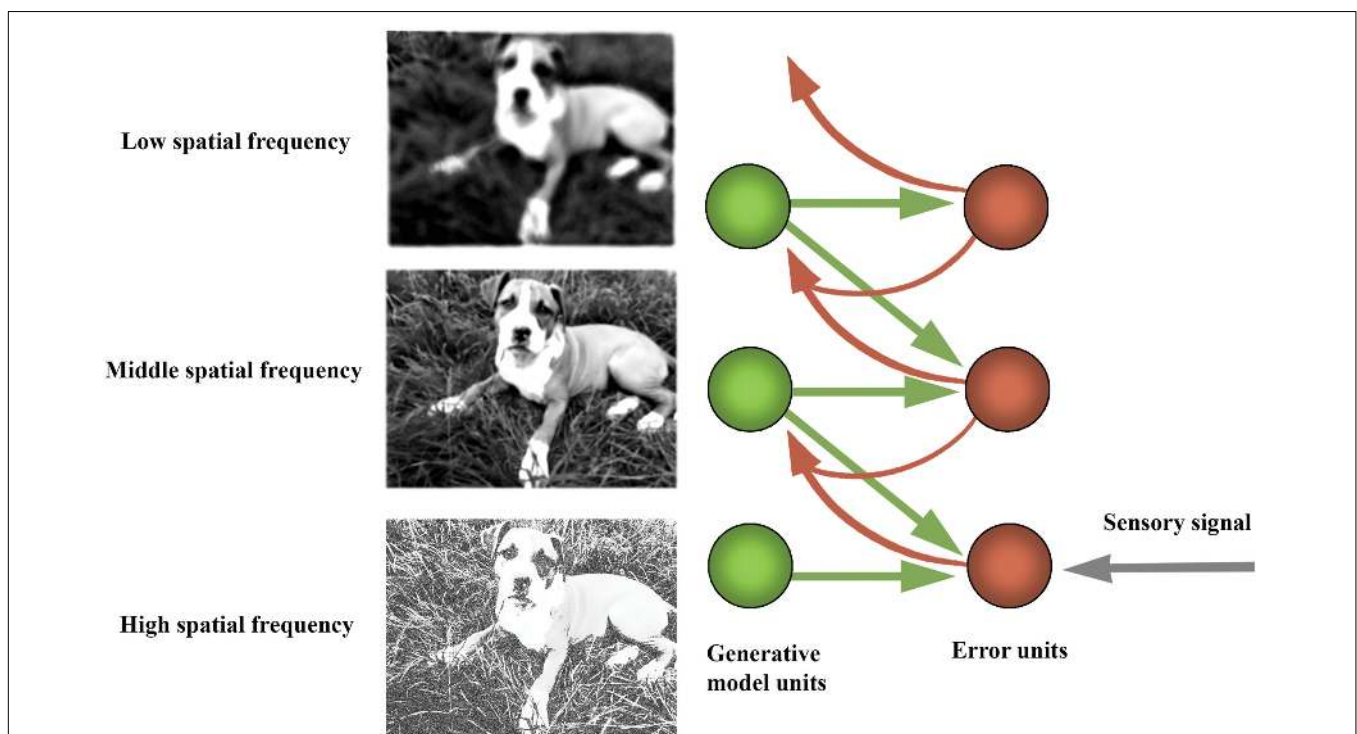 Low spatial frequency
Middle spatial frequency
High spatial frequency
Sensory signal
Generative
model units
Error units